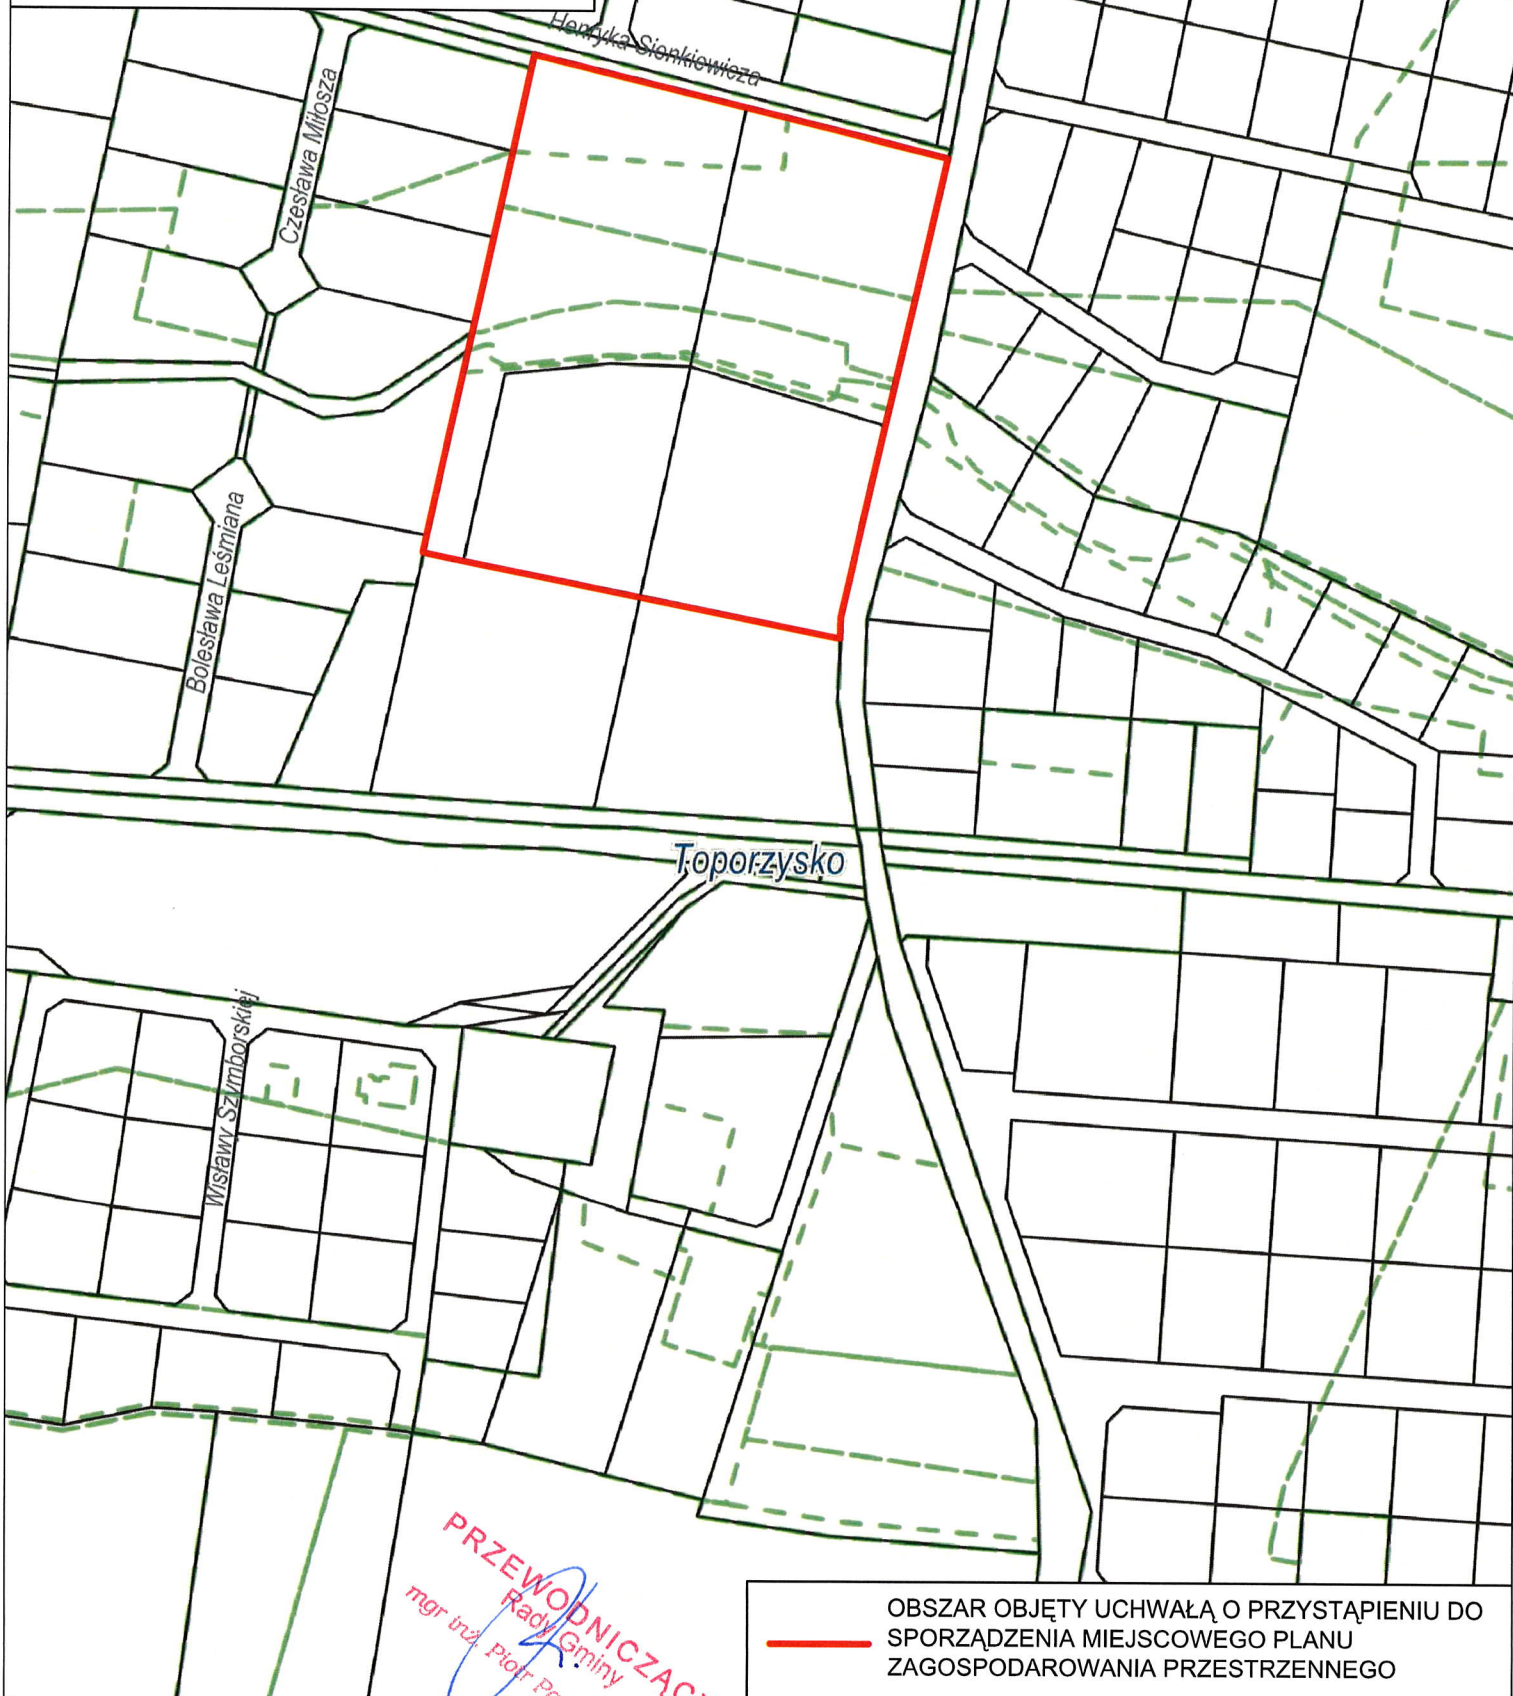 Henryka Sienkiewicza
Czesława Miłosza
Bolesława Leśmiana
Toporzysko
Wisławy Szymborskiej
PRZEWODNICZĄC
Rady Gminy
mgr inż. Piotr
OBSZAR OBJĘTY UCHWAŁĄ O PRZYSTĄPIENIU DO
SPORZĄDZENIA MIEJSCOWEGO PLANU
ZAGOSPODAROWANIA PRZESTRZENNEGO